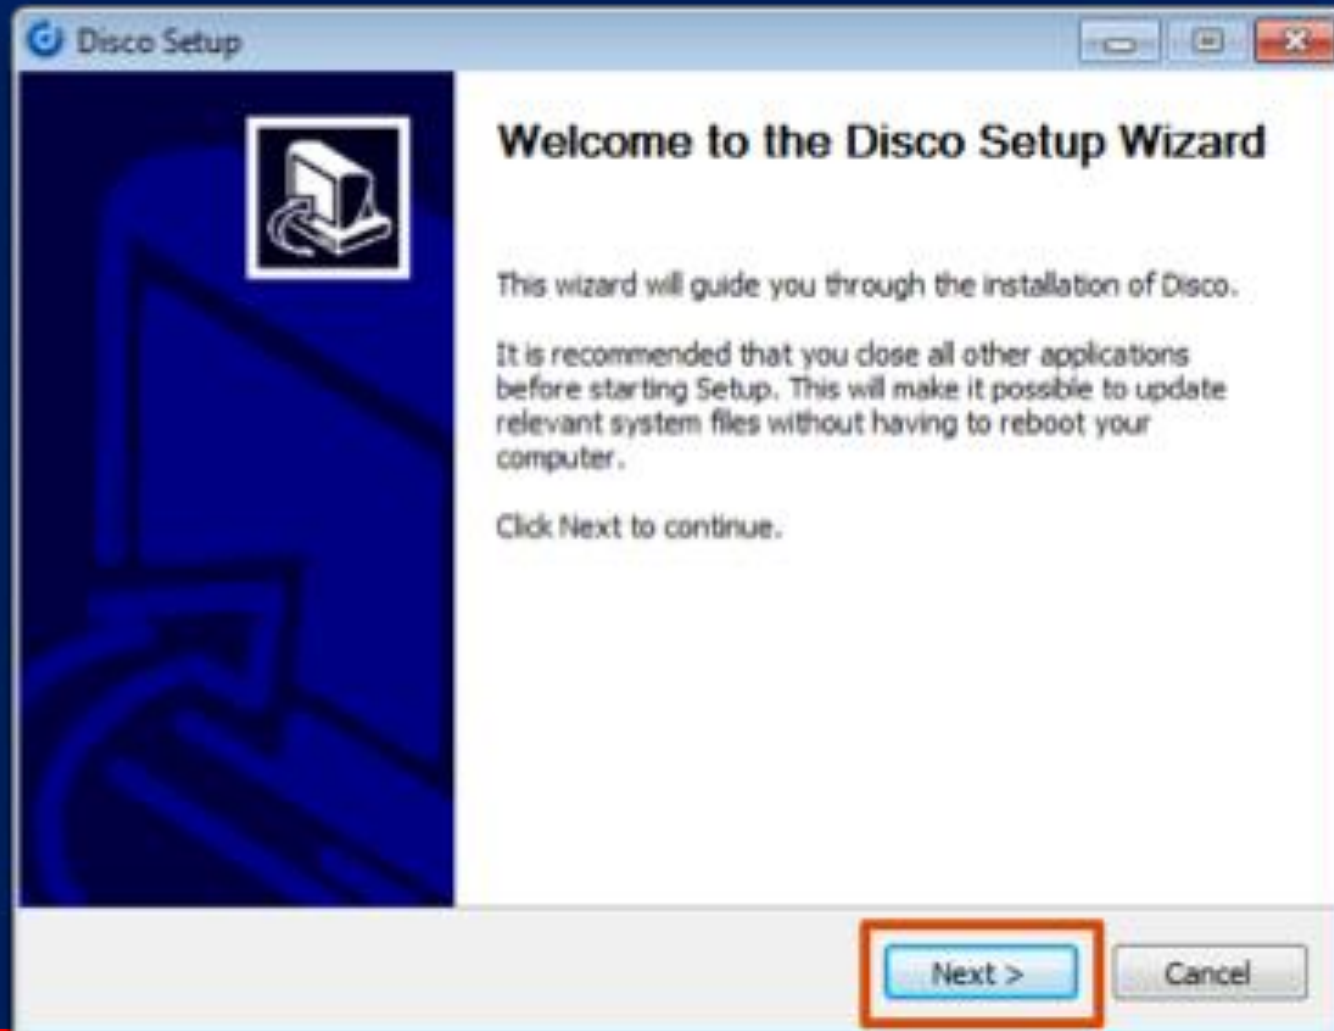 Disco Setup
Welcome to the Disco Setup Wizard
This wizard will guide you through the installation of Disco.
It is recommended that you close all other applications
before starting Setup. This will make it possible to update
relevant system files without having to reboot your
computer.
Click Next to continue.
Next >
Cancel